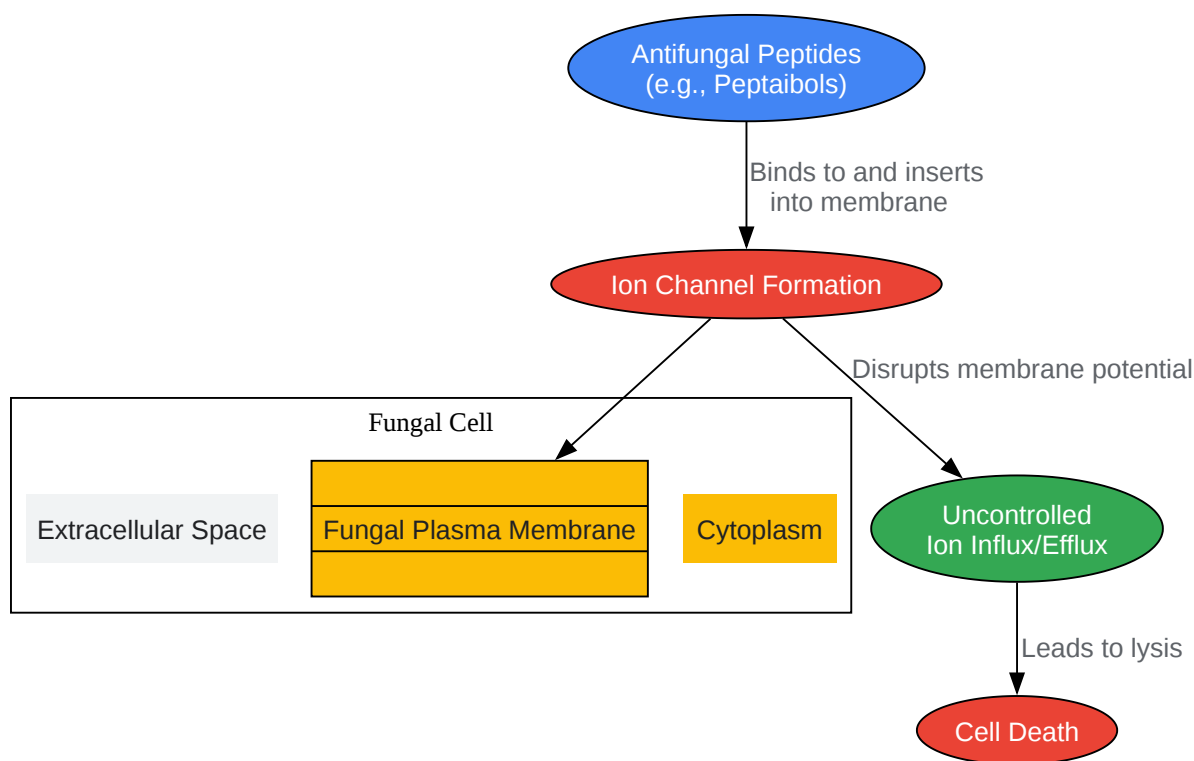 Antifungal Peptides
(e.g., Peptaibols)
Binds to and inserts
into membrane
Ion Channel Formation
Disrupts membrane potential
Fungal Cell
Extracellular Space
Fungal Plasma Membrane
Cytoplasm
Uncontrolled
Ion Influx/Efflux
Leads to lysis
Cell Death